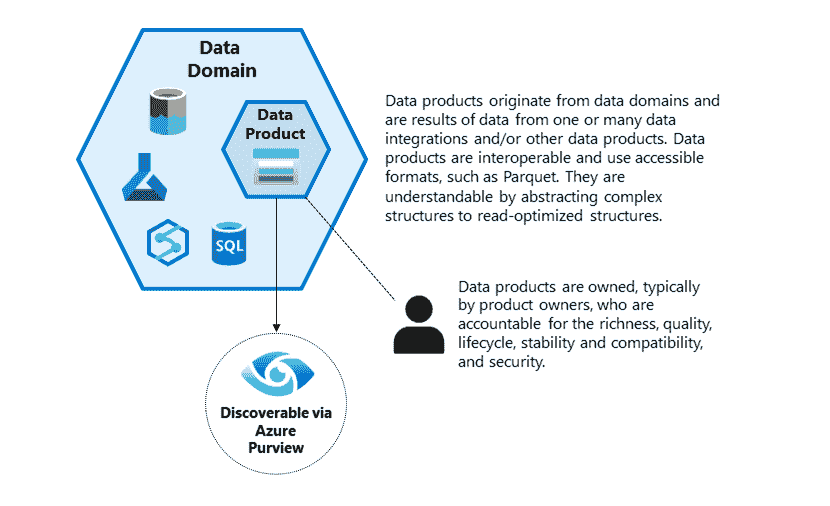 Data
Domain
Data
Product
SQL
Data products originate from data domains and
are results of data from one or many data
integrations and/or other data products. Data
products are interoperable and use accessible
formats, such as Parquet. They are
understandable by abstracting complex
structures to read-optimized structures.
Data products are owned, typically
by product owners, who are
accountable for the richness, quality,
lifecycle, stability and compatibility,
and security.
Discoverable via
Azure
Purview